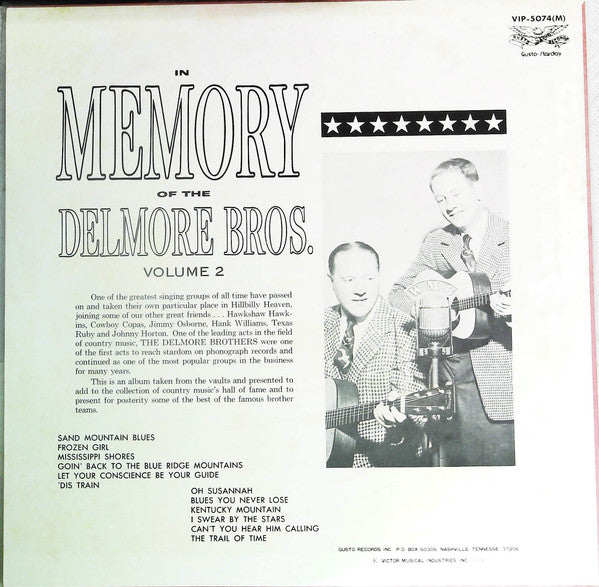 VIP-5074(M)
Gusto-Starday
IN
MEMORY
OF THE
DELMORE BROS.
VOLUME 2
One of the greatest singing groups of all time have passed
on and taken their own particular place in Hillbilly Heaven,
joining some of our other great friends . . . Hawkshaw Hawk-
ins, Cowboy Copas, Jimmy Osborne, Hank Williams, Texas
Ruby and Johnny Horton. One of the leading acts in the field
of country music, THE DELMORE BROTHERS were one
of the first acts to reach stardom on phonograph records and
continued as one of the most popular groups in the business
for many years.
This is an album taken from the vaults and presented to
add to the collection of country music's hall of fame and to
present for posterity some of the best of the famous brother
teams.
SAND MOUNTAIN BLUES
FROZEN GIRL
MISSISSIPPI SHORES
GOIN' BACK TO THE BLUE RIDGE MOUNTAINS
LET YOUR CONSCIENCE BE YOUR GUIDE
'DIS TRAIN
OH SUSANNAH
BLUES YOU NEVER LOSE
KENTUCKY MOUNTAIN
I SWEAR BY THE STARS
CAN'T YOU HEAR HIM CALLING
THE TRAIL OF TIME
GUSTO RECORDS INC P.O. BOX 60306 NASHVILLE, TENNESSE 37206
VICTOR MUSICAL INDUSTRIES INC